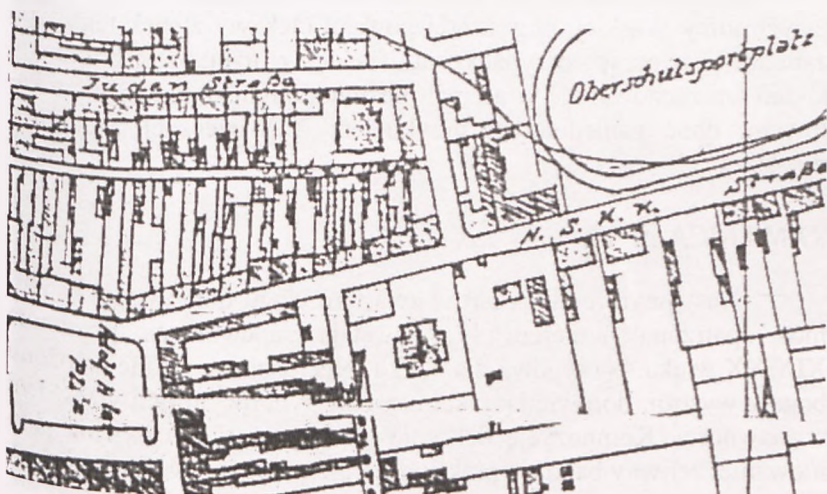 Oberschulsportplatz
Juden Straße
N. S. K. K. Straße
Adolf Hitler
Platz